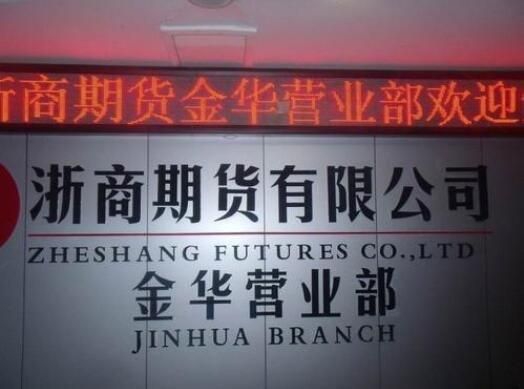 浙商期货金华营业部欢迎
浙商期货有限公司
ZHESHANG FUTURES CO.,LTD
金华营业部
JINHUA BRANCH